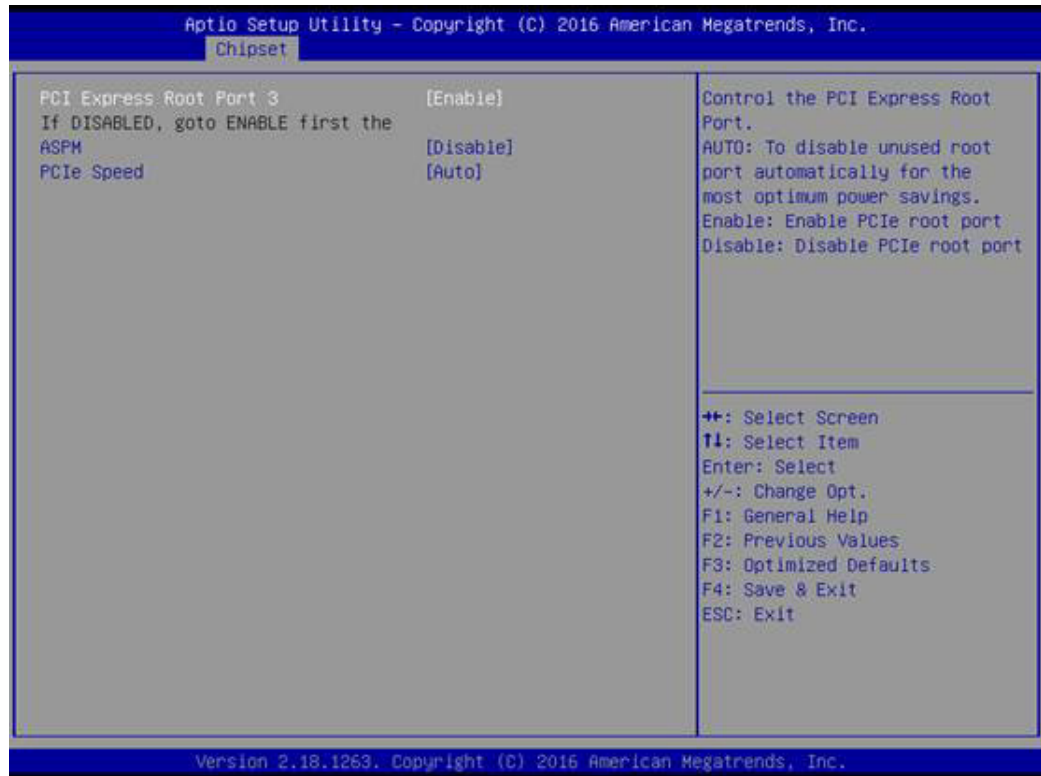 Aptio Setup Utility – Copyright (C) 2016 American Megatrends, Inc.
Chipset
PCI Express Root Port 3 [Enable]
If DISABLED, goto ENABLE first the
ASPM [Disable]
PCIe Speed [Auto]
Control the PCI Express Root
Port.
AUTO: To disable unused root
port automatically for the
most optimum power savings.
Enable: Enable PCIe root port
Disable: Disable PCIe root port
→←: Select Screen
↑↓: Select Item
Enter: Select
+/-: Change Opt.
F1: General Help
F2: Previous Values
F3: Optimized Defaults
F4: Save & Exit
ESC: Exit
Version 2.18.1263. Copyright (C) 2016 American Megatrends, Inc.